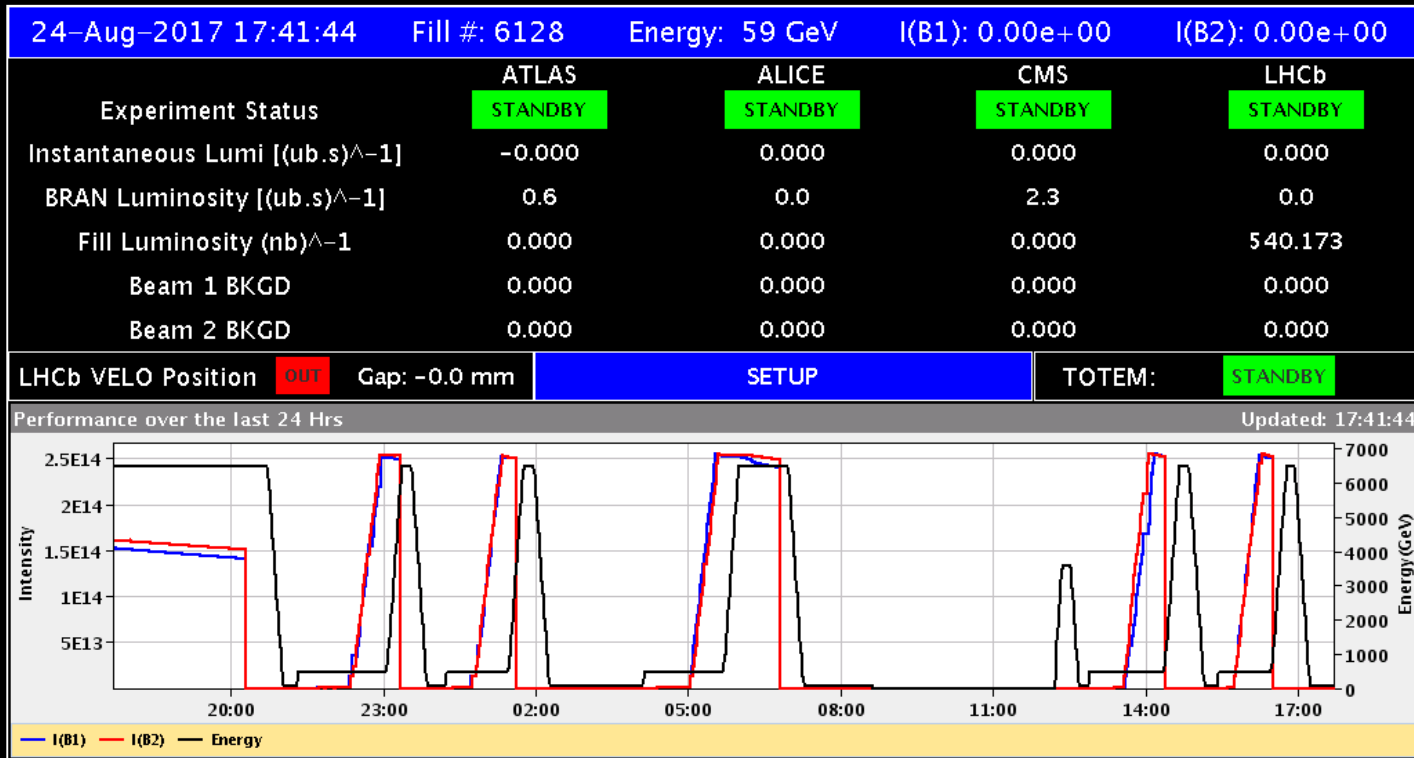 24-Aug-2017 17:41:44 Fill #: 6128 Energy: 59 GeV I(B1): 0.00e+00 I(B2): 0.00e+00
ATLAS ALICE CMS LHCb
Experiment Status STANDBY STANDBY STANDBY STANDBY
Instantaneous Lumi [(ub.s)^-1] -0.000 0.000 0.000 0.000
BRAN Luminosity [(ub.s)^-1] 0.6 0.0 2.3 0.0
Fill Luminosity (nb)^-1 0.000 0.000 0.000 540.173
Beam 1 BKGD 0.000 0.000 0.000 0.000
Beam 2 BKGD 0.000 0.000 0.000 0.000
LHCb VELO Position OUT Gap: -0.0 mm SETUP TOTEM: STANDBY
Performance over the last 24 Hrs Updated: 17:41:44
2.5E14 7000
6000
2E14
5000
1.5E14 4000
3000
1E14
2000
5E13
1000
0
Intensity
Energy(GeV)
20:00 23:00 02:00 05:00 08:00 11:00 14:00 17:00
I(B1) I(B2) Energy